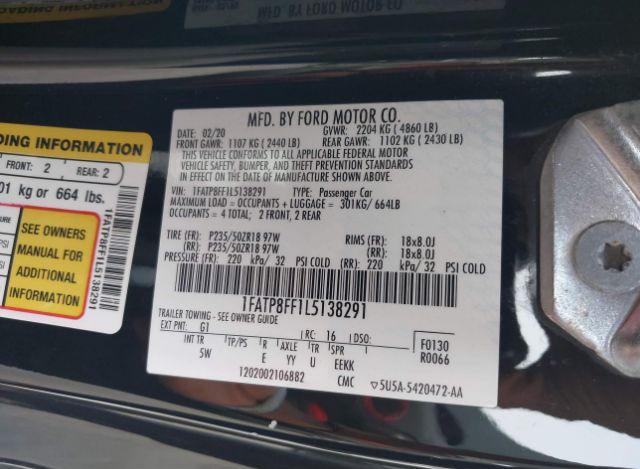 MFD. BY FORD MOTOR CO.
DATE: 02/20 GVWR: 2204 KG ( 4860 LB)
FRONT GAWR: 1107 KG ( 2440 LB) REAR GAWR: 1102 KG ( 2430 LB)
THIS VEHICLE CONFORMS TO ALL APPLICABLE FEDERAL MOTOR
VEHICLE SAFETY, BUMPER, AND THEFT PREVENTION STANDARDS
IN EFFECT ON THE DATE OF MANUFACTURE SHOWN ABOVE.
VIN: 1FATP8FF1L5138291 TYPE: Passenger Car
MAXIMUM LOAD = OCCUPANTS + LUGGAGE = 301KG/664LB
OCCUPANTS = 4 TOTAL; 2 FRONT, 2 REAR
TIRE (FR): P235/50ZR18 97W RIMS (FR): 18x8.0J
(RR): P235/50ZR18 97W (RR): 18x8.0J
PRESSURE (FR): 220 kPa/ 32 PSI COLD (RR): 220 kPa/ 32 PSI COLD
1FATP8FF1L5138291
TRAILER TOWING - SEE OWNER GUIDE
EXT PNT: G1 RC: 16 DSO: F0130
INT TR TP/PS R AXLE TR SPR R0066
5W E YY U EEKK
1202002106882 CMC 5U5A-5420472-AA
DING INFORMATION
FRONT: 2 REAR: 2
01 kg or 664 lbs.
SEE OWNERS
MANUAL FOR
ADDITIONAL
INFORMATION
1FATP8FF1L5138291
MFD. BY FORD MOTOR CO